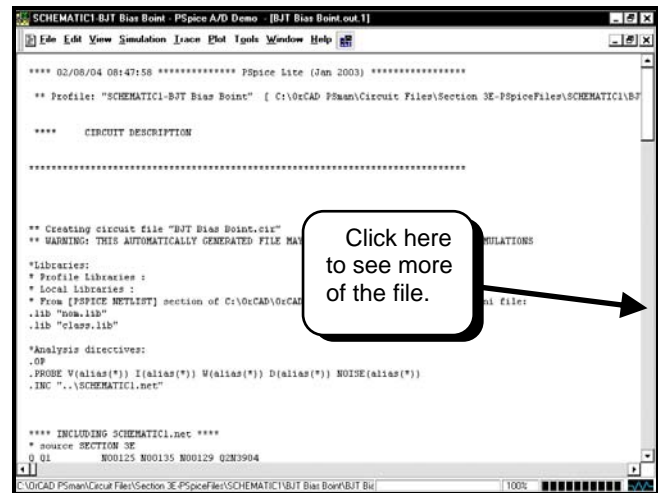 SCHEMATIC1-BJT Bias Boint - PSpice A/D Demo - [BJT Bias Boint.out.1]
File Edit View Simulation Trace Plot Tools Window Help
**** 02/08/04 08:47:58 ************** PSpice Lite (Jan 2003) *****************
** Profile: "SCHEMATIC1-BJT Bias Boint" [ C:\OrCAD PSman\Circuit Files\Section 3E-PSpiceFiles\SCHEMATIC1\BJ
**** CIRCUIT DESCRIPTION
******************************************************************************
** Creating circuit file "BJT Bias Boint.cir"
** WARNING: THIS AUTOMATICALLY GENERATED FILE MAY MULATIONS
*Libraries:
* Profile Libraries :
* Local Libraries :
* From [PSPICE NETLIST] section of C:\OrCAD\OrCAD ni file:
.lib "nom.lib"
.lib "class.lib"
Click here
to see more
of the file.
*Analysis directives:
.OP
.PROBE V(alias(*)) I(alias(*)) W(alias(*)) D(alias(*)) NOISE(alias(*))
.INC "..\SCHEMATIC1.net"
**** INCLUDING SCHEMATIC1.net ****
* source SECTION 3E
Q_Q1 N00125 N00135 N00129 Q2N3904
C:\OrCAD PSman\Circuit Files\Section 3E-PSpiceFiles\SCHEMATIC1\BJT Bias Boint\BJT Bia 100%